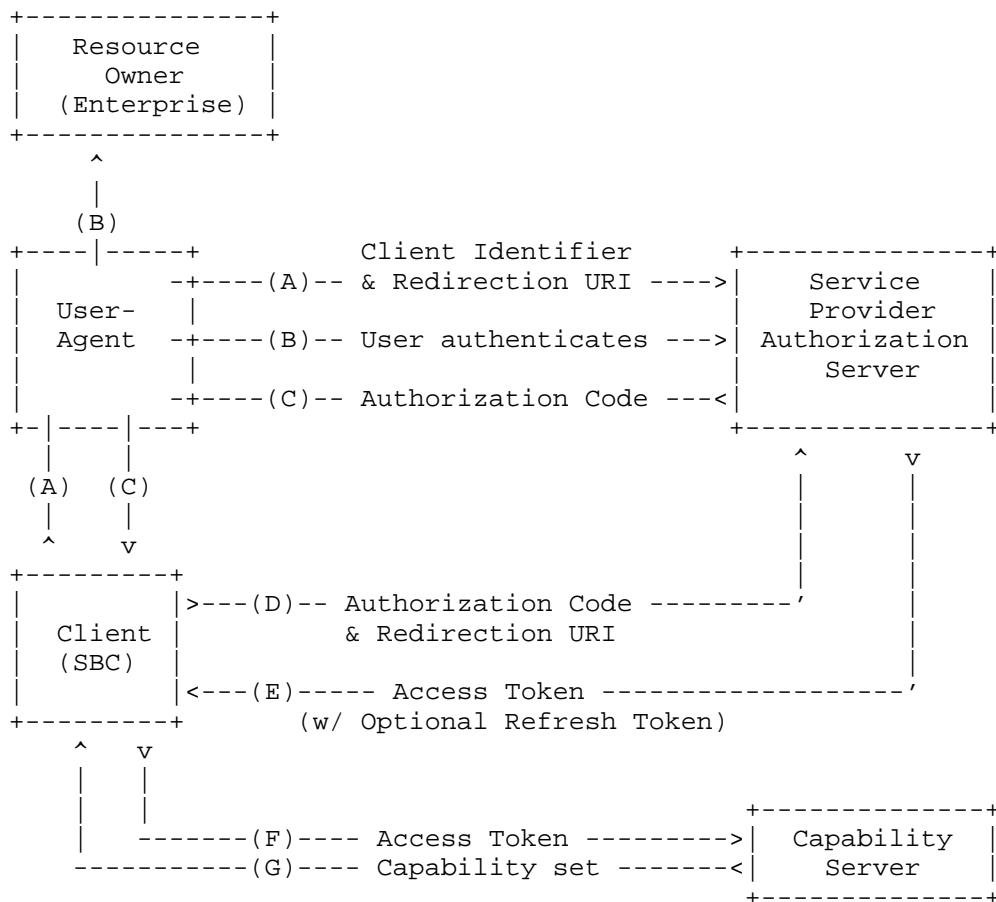 Resource
Owner
(Enterprise)
(B)
Client Identifier
(A) & Redirection URI Service
User- Provider
Agent (B) User authenticates Authorization
Server
(C) Authorization Code
(A) (C)
(D) Authorization Code
Client & Redirection URI
(SBC)
(E) Access Token
(w/ Optional Refresh Token)
(F) Access Token Capability
(G) Capability set Server